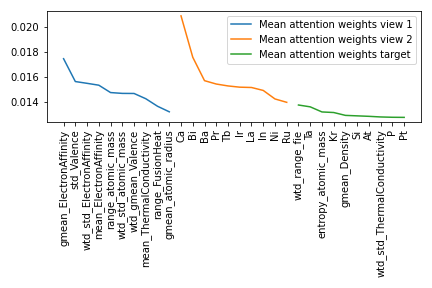 0.020
0.018
0.016
0.014
Mean attention weights view 1
Mean attention weights view 2
Mean attention weights target
gmean_ElectronAffinity
std_Valence
wtd_std_ElectronAffinity
mean_ElectronAffinity
range_atomic_mass
wtd_std_atomic_mass
wtd_gmean_Valence
mean_ThermalConductivity
range_FusionHeat
gmean_atomic_radius
Ca
Bi
Ba
Pr
Tb
Ir
La
In
Ni
Ru
wtd_range_fie
Ta
entropy_atomic_mass
Kr
gmean_Density
Si
At
wtd_std_ThermalConductivity
P
Pt